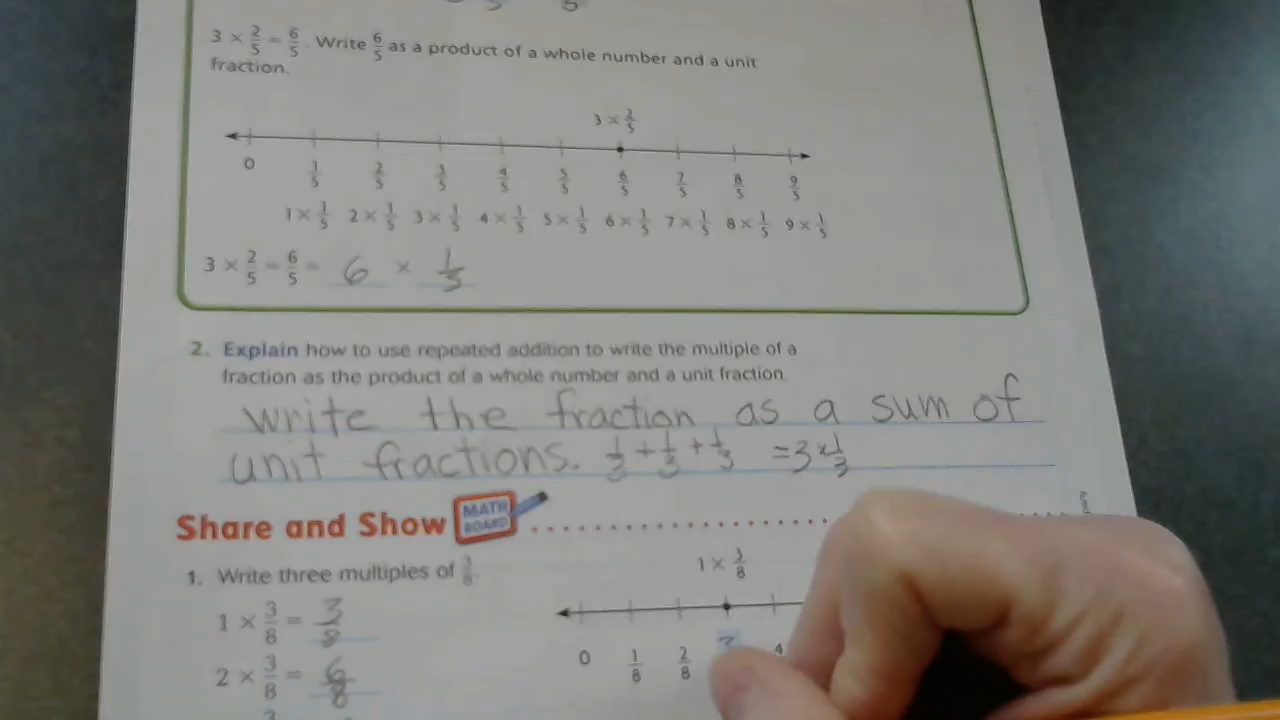 3 × 2/5 = 6/5. Write 6/5 as a product of a whole number and a unit
fraction.
3 × 2/5
0 1/5 2/5 3/5 4/5 5/5 6/5 7/5 8/5 9/5
1 × 1/5 2 × 1/5 3 × 1/5 4 × 1/5 5 × 1/5 6 × 1/5 7 × 1/5 8 × 1/5 9 × 1/5
3 × 2/5 = 6/5 = 6 × 1/5
2. Explain how to use repeated addition to write the multiple of a
fraction as the product of a whole number and a unit fraction.
Write the fraction as a sum of
unit fractions. 1/3 + 1/3 + 1/3 = 3 × 1/3
Share and Show MATH
BOARD
1. Write three multiples of 3/8.
1 × 3/8
1 × 3/8 = 3/8
0 1/8 2/8 3 4
2 × 3/8 = 6/8
3